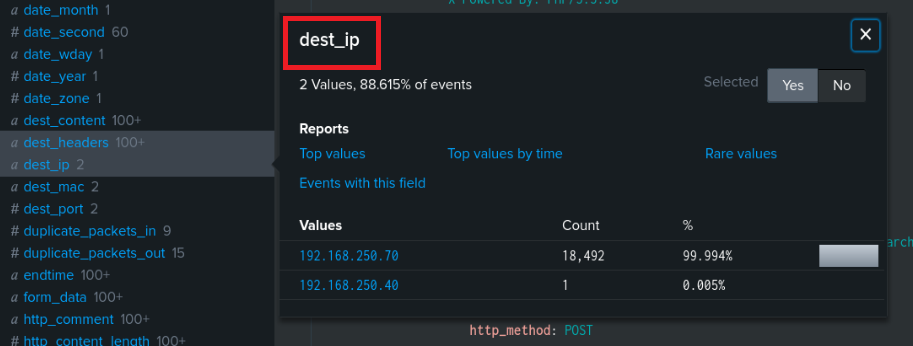 X Powered By: PHP/5.5.38
a date_month 1
# date_second 60
a date_wday 1
# date_year 1
a date_zone 1
a dest_content 100+
a dest_headers 100+
a dest_ip 2
a dest_mac 2
# dest_port 2
# duplicate_packets_in 9
# duplicate_packets_out 15
a endtime 100+
a form_data 100+
a http_comment 100+
# http_content_length 100+
dest_ip
2 Values, 88.615% of events
Selected Yes No
Reports
Top values Top values by time Rare values
Events with this field
Values Count %
192.168.250.70 18,492 99.994%
192.168.250.40 1 0.005%
arch
http_method: POST